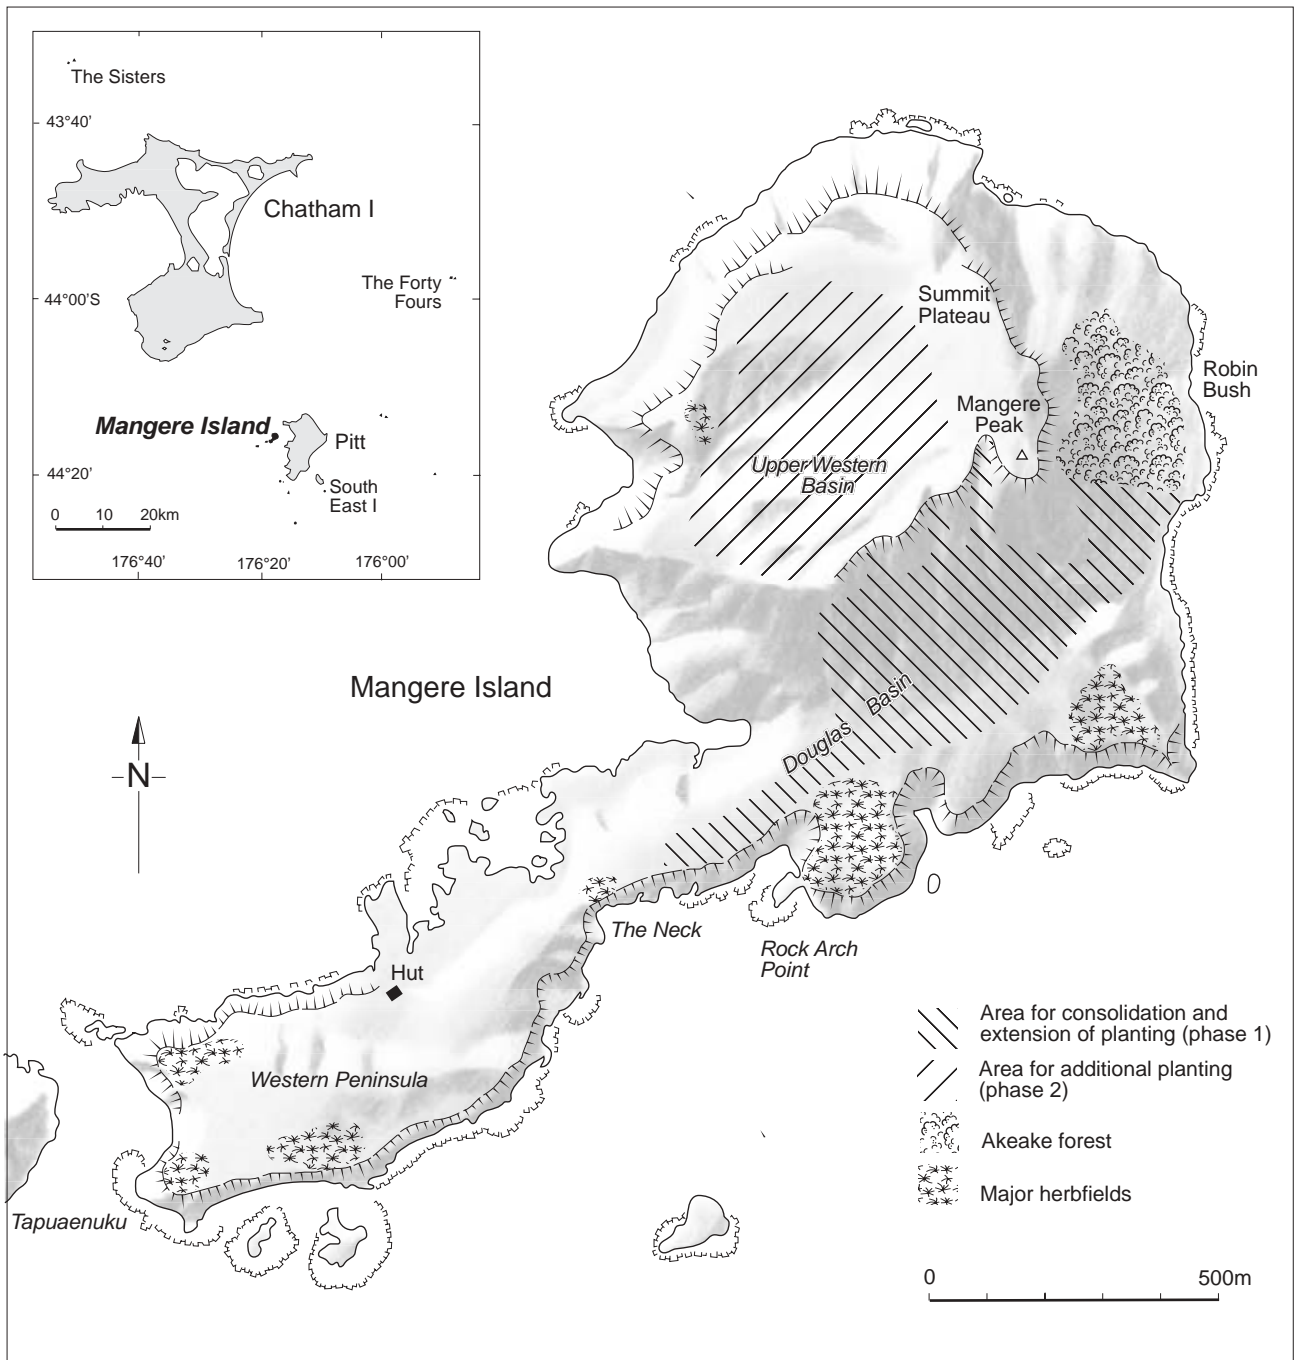 The Sisters
43°40'
Chatham I
The Forty
Fours
44°00'S
Mangere Island
Pitt
44°20'
South
East I
0 10 20km
176°40' 176°20' 176°00'
Summit
Plateau
Robin
Bush
Mangere
Peak
Upper Western
Basin
Mangere Island
Douglas Basin
N
The Neck
Rock Arch
Point
Hut
Western Peninsula
Tapuaenuku
Area for consolidation and
extension of planting (phase 1)
Area for additional planting
(phase 2)
Akeake forest
Major herbfields
0 500m